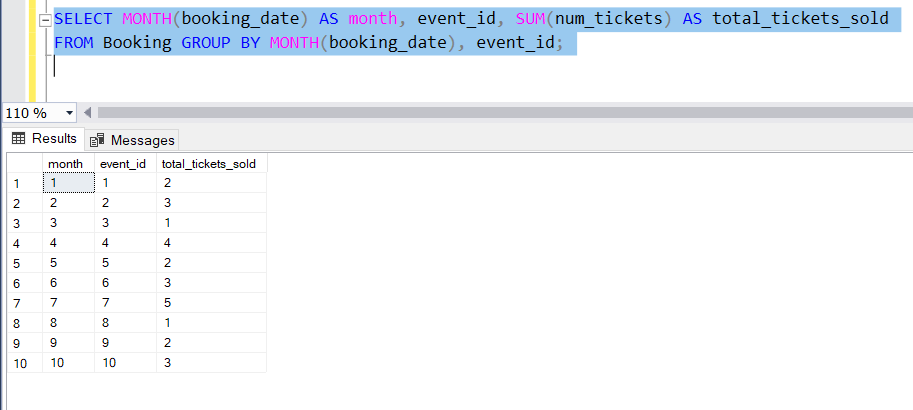 SELECT MONTH(booking_date) AS month, event_id, SUM(num_tickets) AS total_tickets_sold
FROM Booking GROUP BY MONTH(booking_date), event_id;
110 %
Results Messages
month event_id total_tickets_sold
1 1 1 2
2 2 2 3
3 3 3 1
4 4 4 4
5 5 5 2
6 6 6 3
7 7 7 5
8 8 8 1
9 9 9 2
10 10 10 3